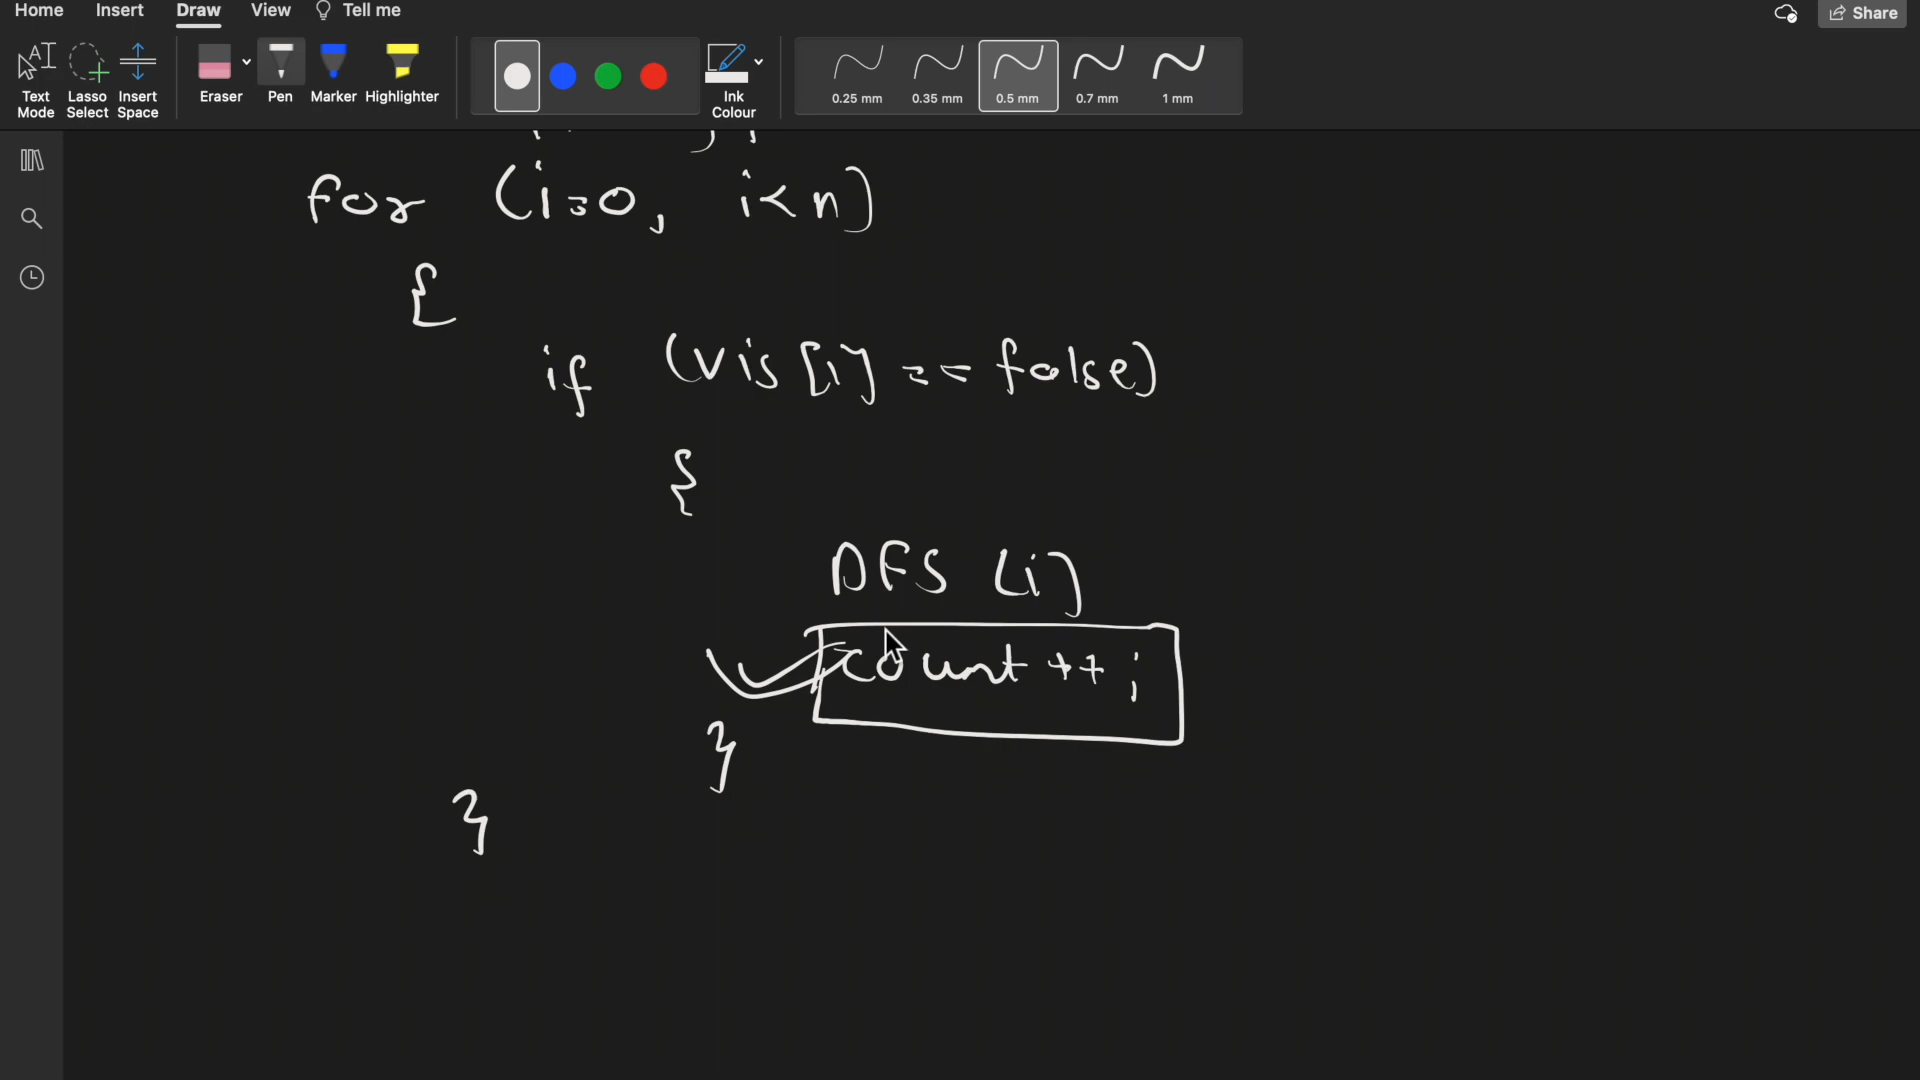 Home Insert Draw View Tell me Share
Text Mode Lasso Select Insert Space Eraser Pen Marker Highlighter Ink Colour 0.25 mm 0.35 mm 0.5 mm 0.7 mm 1 mm
for (i=0, i<n)
{
if (vis[i] == false)
{
DFS (i)
count ++ ;
}
}